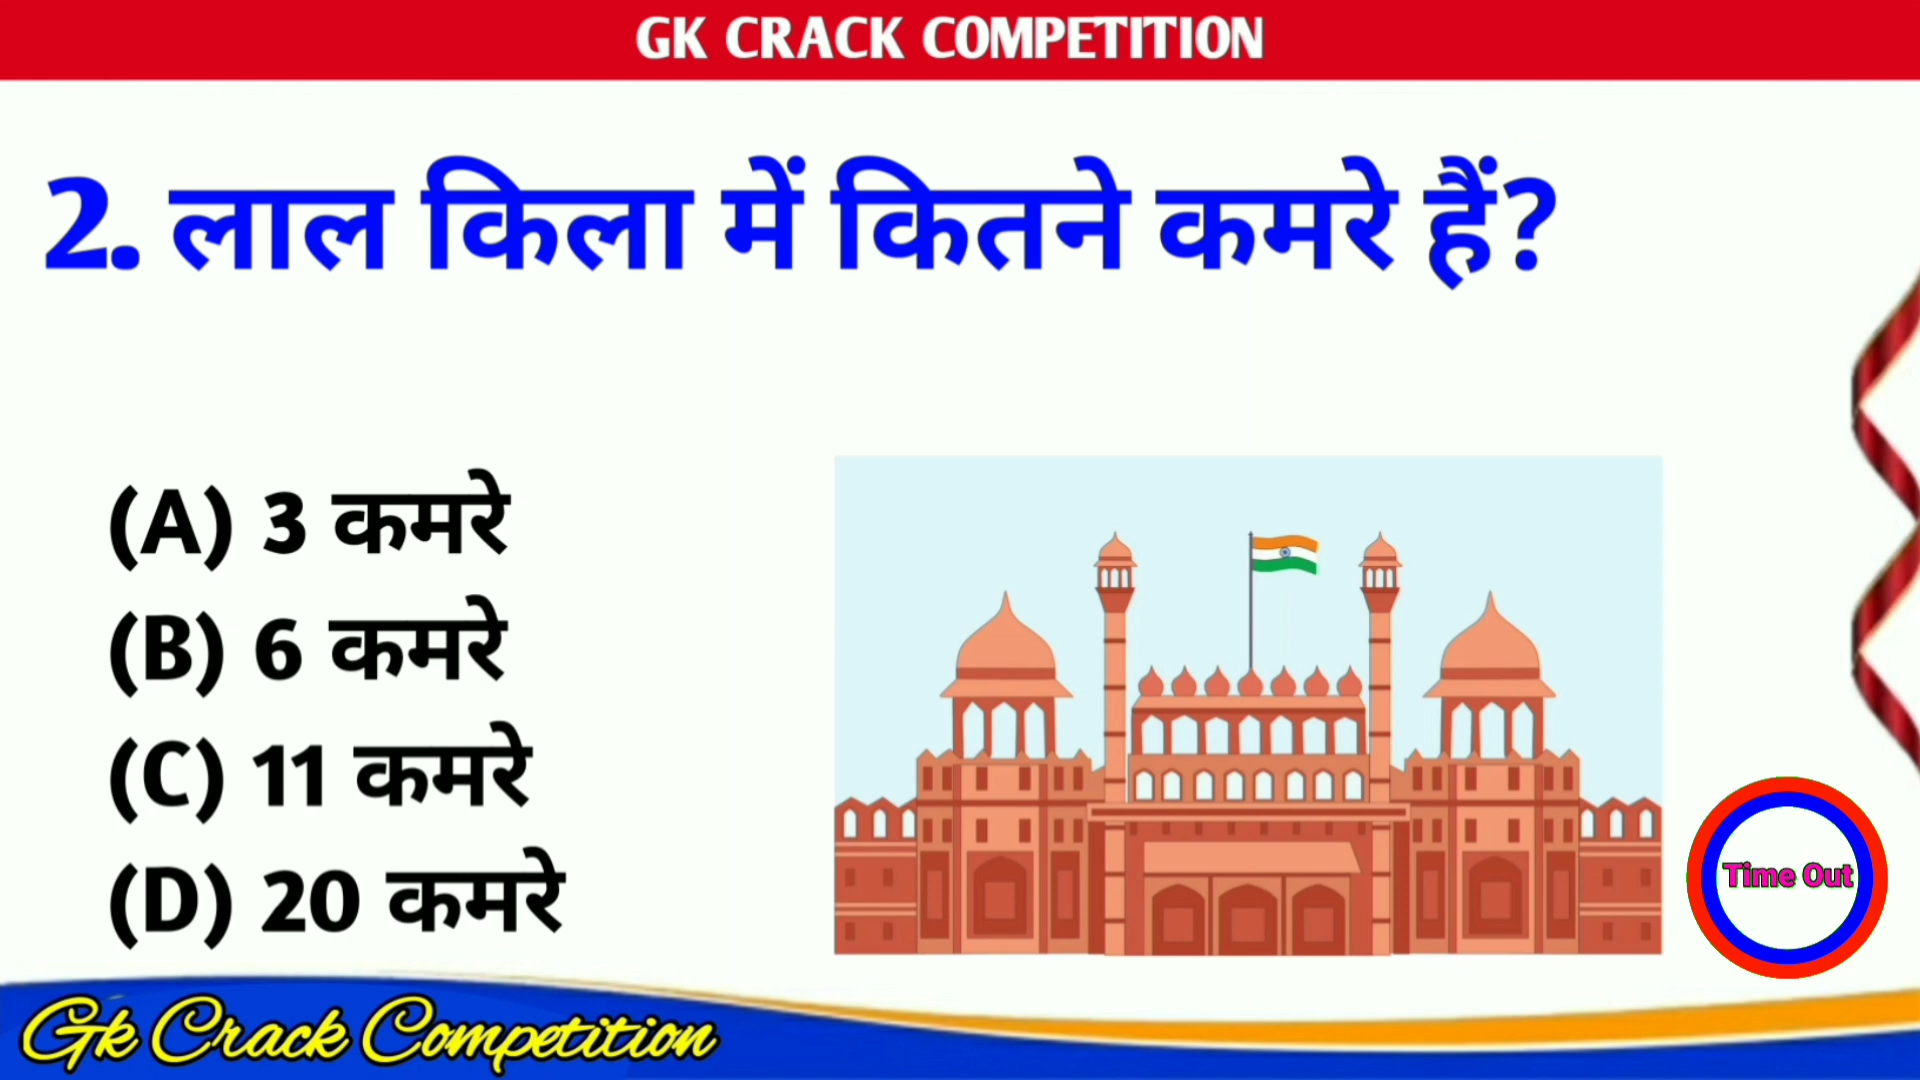 GK CRACK COMPETITION
2. लाल किला में कितने कमरे हैं?
(A) 3 कमरे
(B) 6 कमरे
(C) 11 कमरे
(D) 20 कमरे
Time Out
Gk Crack Competition